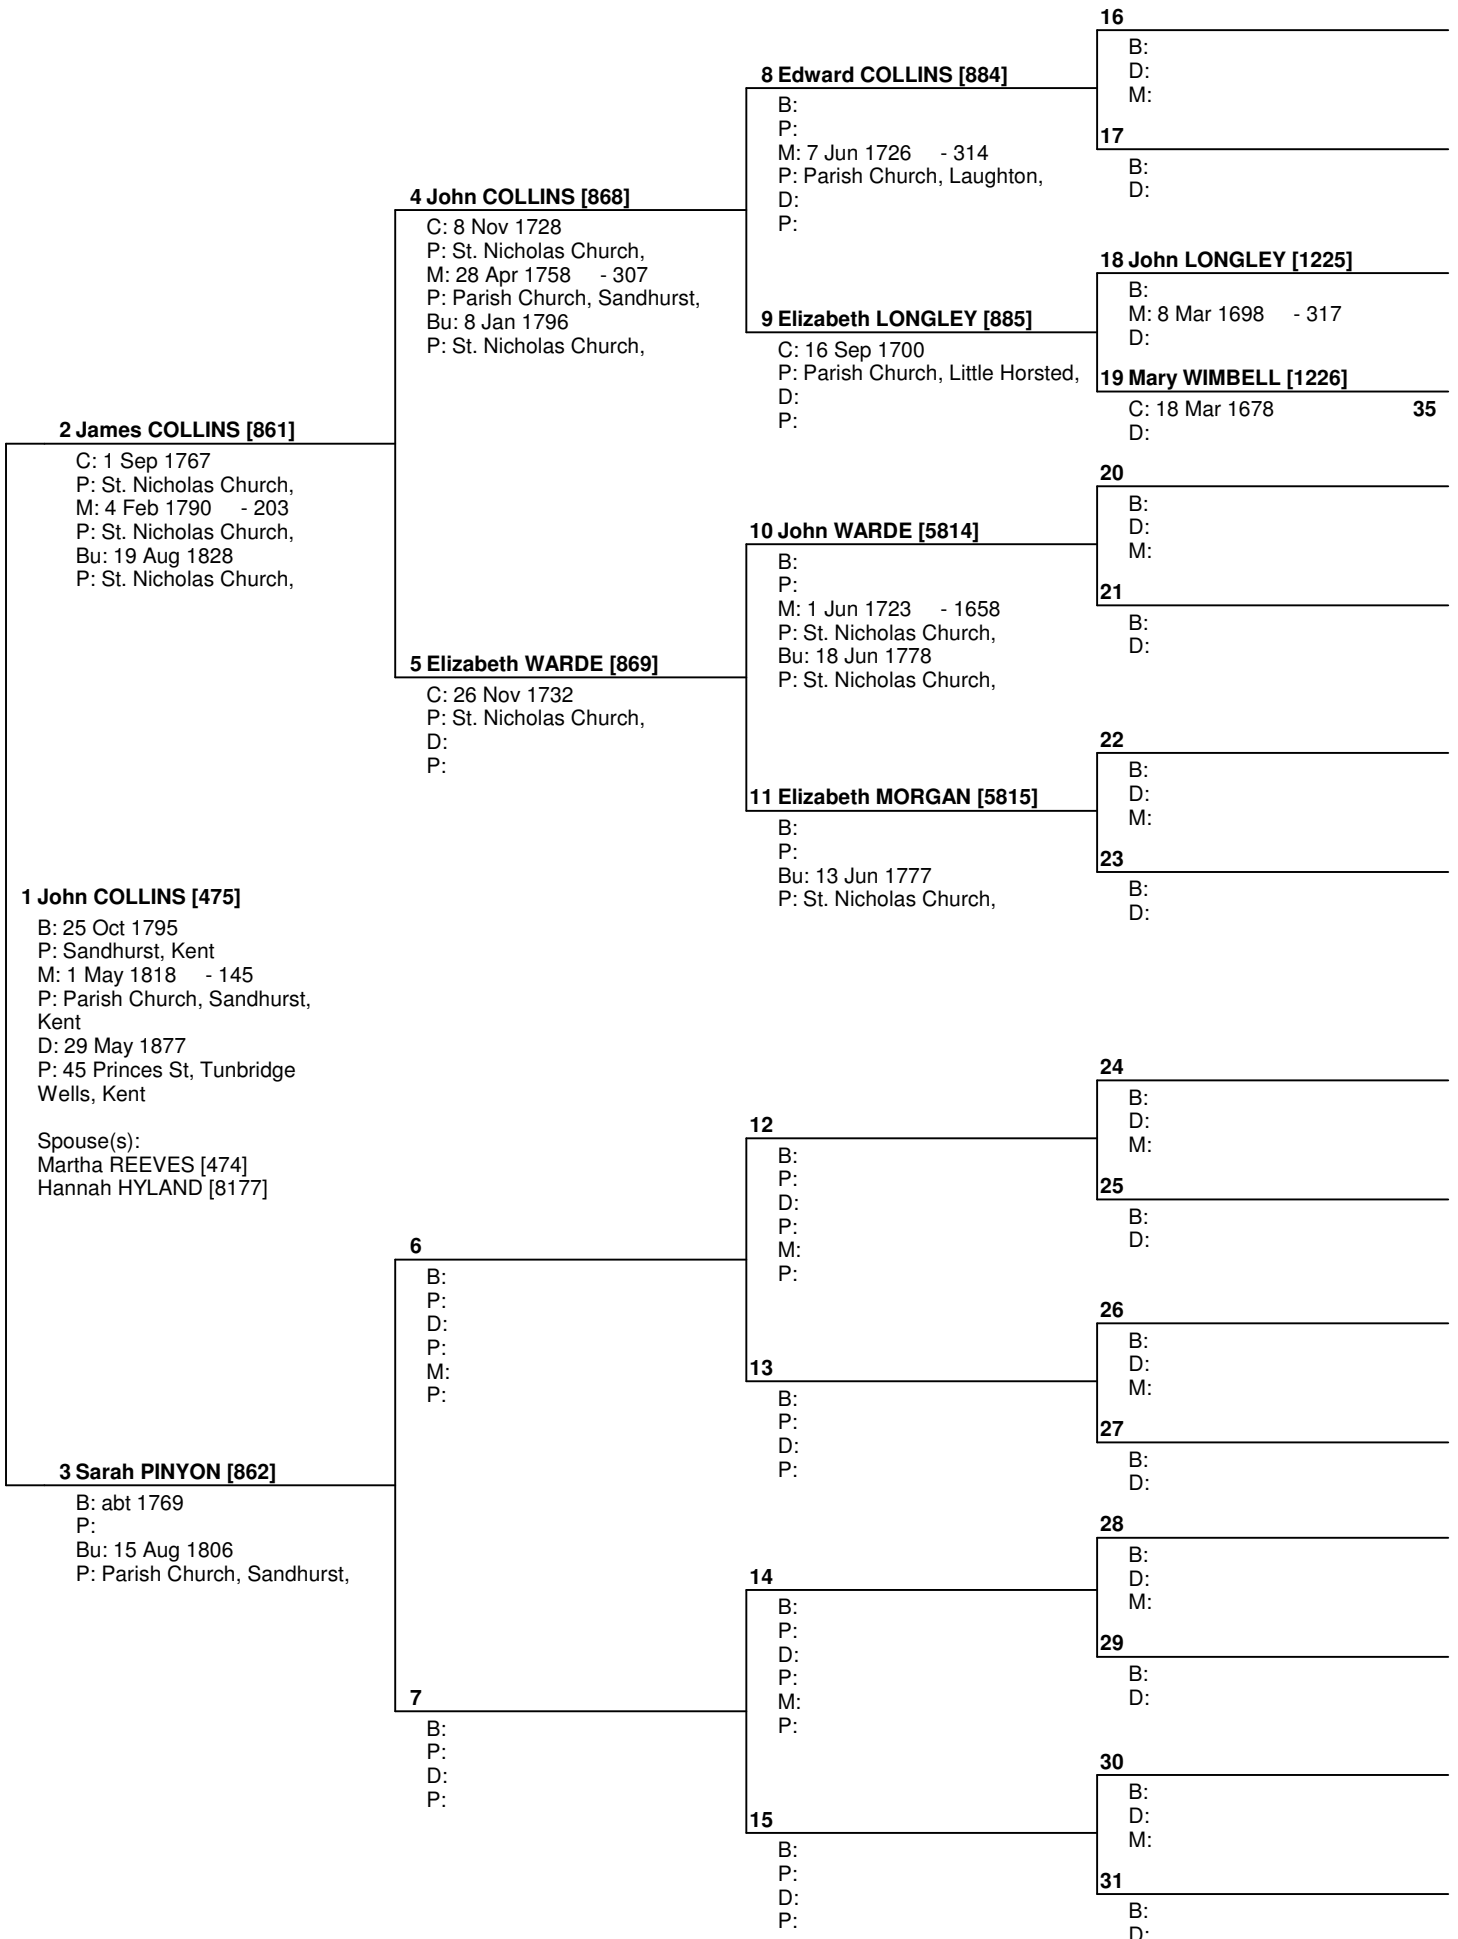 16
B:
D:
M:
8 Edward COLLINS [884]
B:
P:
M: 7 Jun 1726 - 314
P: Parish Church, Laughton,
D:
P:
17
B:
D:
4 John COLLINS [868]
C: 8 Nov 1728
P: St. Nicholas Church,
M: 28 Apr 1758 - 307
P: Parish Church, Sandhurst,
Bu: 8 Jan 1796
P: St. Nicholas Church,
18 John LONGLEY [1225]
B:
M: 8 Mar 1698 - 317
D:
9 Elizabeth LONGLEY [885]
C: 16 Sep 1700
P: Parish Church, Little Horsted,
D:
P:
19 Mary WIMBELL [1226]
C: 18 Mar 1678 35
D:
2 James COLLINS [861]
C: 1 Sep 1767
P: St. Nicholas Church,
M: 4 Feb 1790 - 203
P: St. Nicholas Church,
Bu: 19 Aug 1828
P: St. Nicholas Church,
20
B:
D:
M:
10 John WARDE [5814]
B:
P:
M: 1 Jun 1723 - 1658
P: St. Nicholas Church,
Bu: 18 Jun 1778
P: St. Nicholas Church,
21
B:
D:
5 Elizabeth WARDE [869]
C: 26 Nov 1732
P: St. Nicholas Church,
D:
P:
22
B:
D:
M:
11 Elizabeth MORGAN [5815]
B:
P:
Bu: 13 Jun 1777
P: St. Nicholas Church,
23
B:
D:
1 John COLLINS [475]
B: 25 Oct 1795
P: Sandhurst, Kent
M: 1 May 1818 - 145
P: Parish Church, Sandhurst,
Kent
D: 29 May 1877
P: 45 Princes St, Tunbridge
Wells, Kent
Spouse(s):
Martha REEVES [474]
Hannah HYLAND [8177]
24
B:
D:
M:
12
B:
P:
D:
P:
M:
P:
25
B:
D:
6
B:
P:
D:
P:
M:
P:
26
B:
D:
M:
13
B:
P:
D:
P:
27
B:
D:
3 Sarah PINYON [862]
B: abt 1769
P:
Bu: 15 Aug 1806
P: Parish Church, Sandhurst,
28
B:
D:
M:
14
B:
P:
D:
P:
M:
P:
29
B:
D:
7
B:
P:
D:
P:
30
B:
D:
M:
15
B:
P:
D:
P:
31
B:
D: